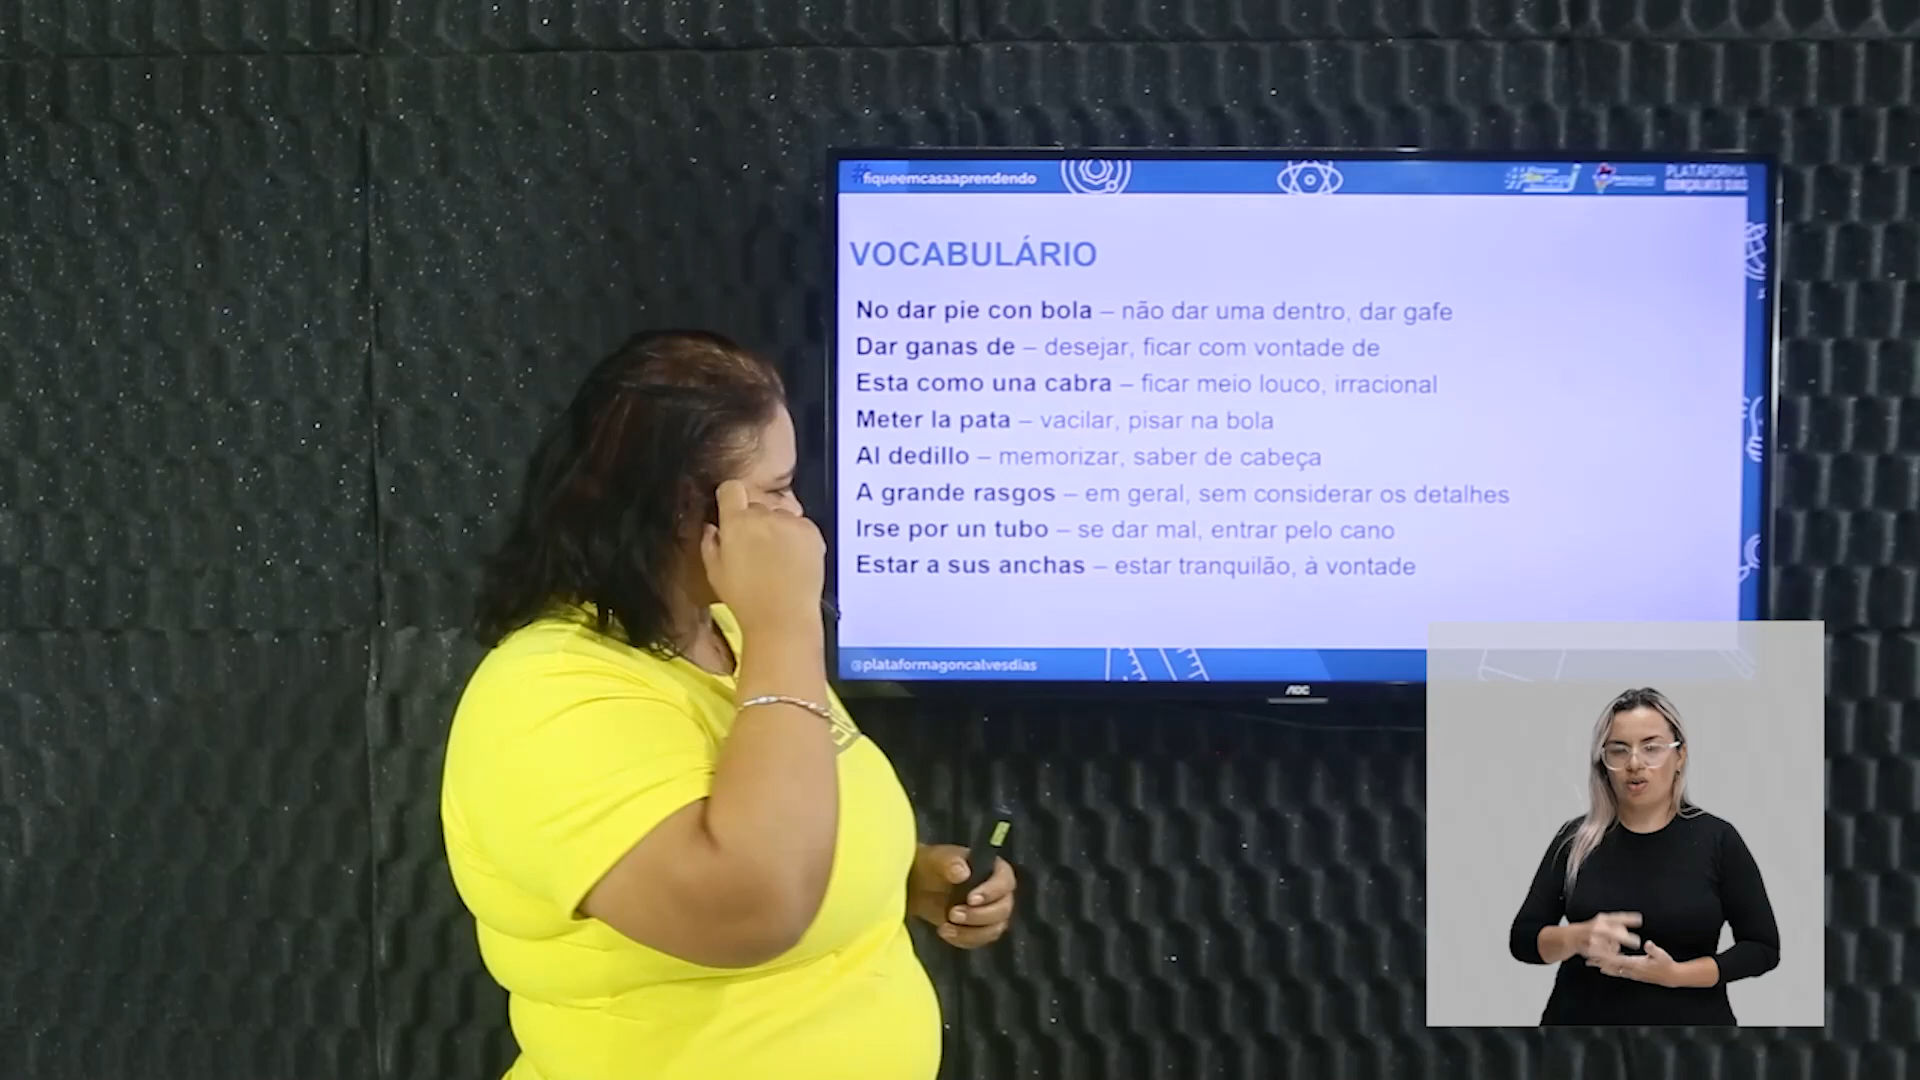 #fiqueemcasaaprendendo
PLATAFORMA
GONÇALVES DIAS
VOCABULÁRIO
No dar pie con bola – não dar uma dentro, dar gafe
Dar ganas de – desejar, ficar com vontade de
Esta como una cabra – ficar meio louco, irracional
Meter la pata – vacilar, pisar na bola
Al dedillo – memorizar, saber de cabeça
A grande rasgos – em geral, sem considerar os detalhes
Irse por un tubo – se dar mal, entrar pelo cano
Estar a sus anchas – estar tranquilão, à vontade
@plataformagoncalvesdias
AOC